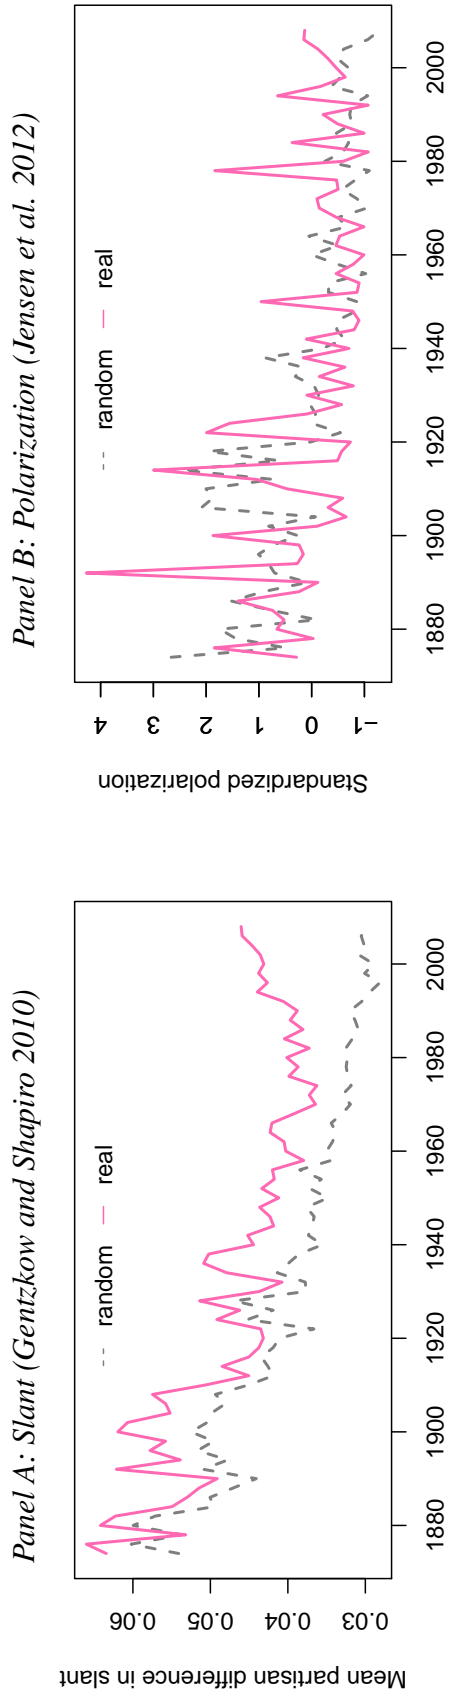 Panel A: Slant (Gentzkow and Shapiro 2010)
random real
Mean partisan difference in slant
0.06
0.05
0.04
0.03
1880 1900 1920 1940 1960 1980 2000
Panel B: Polarization (Jensen et al. 2012)
random real
Standardized polarization
4
3
2
1
0
−1
1880 1900 1920 1940 1960 1980 2000